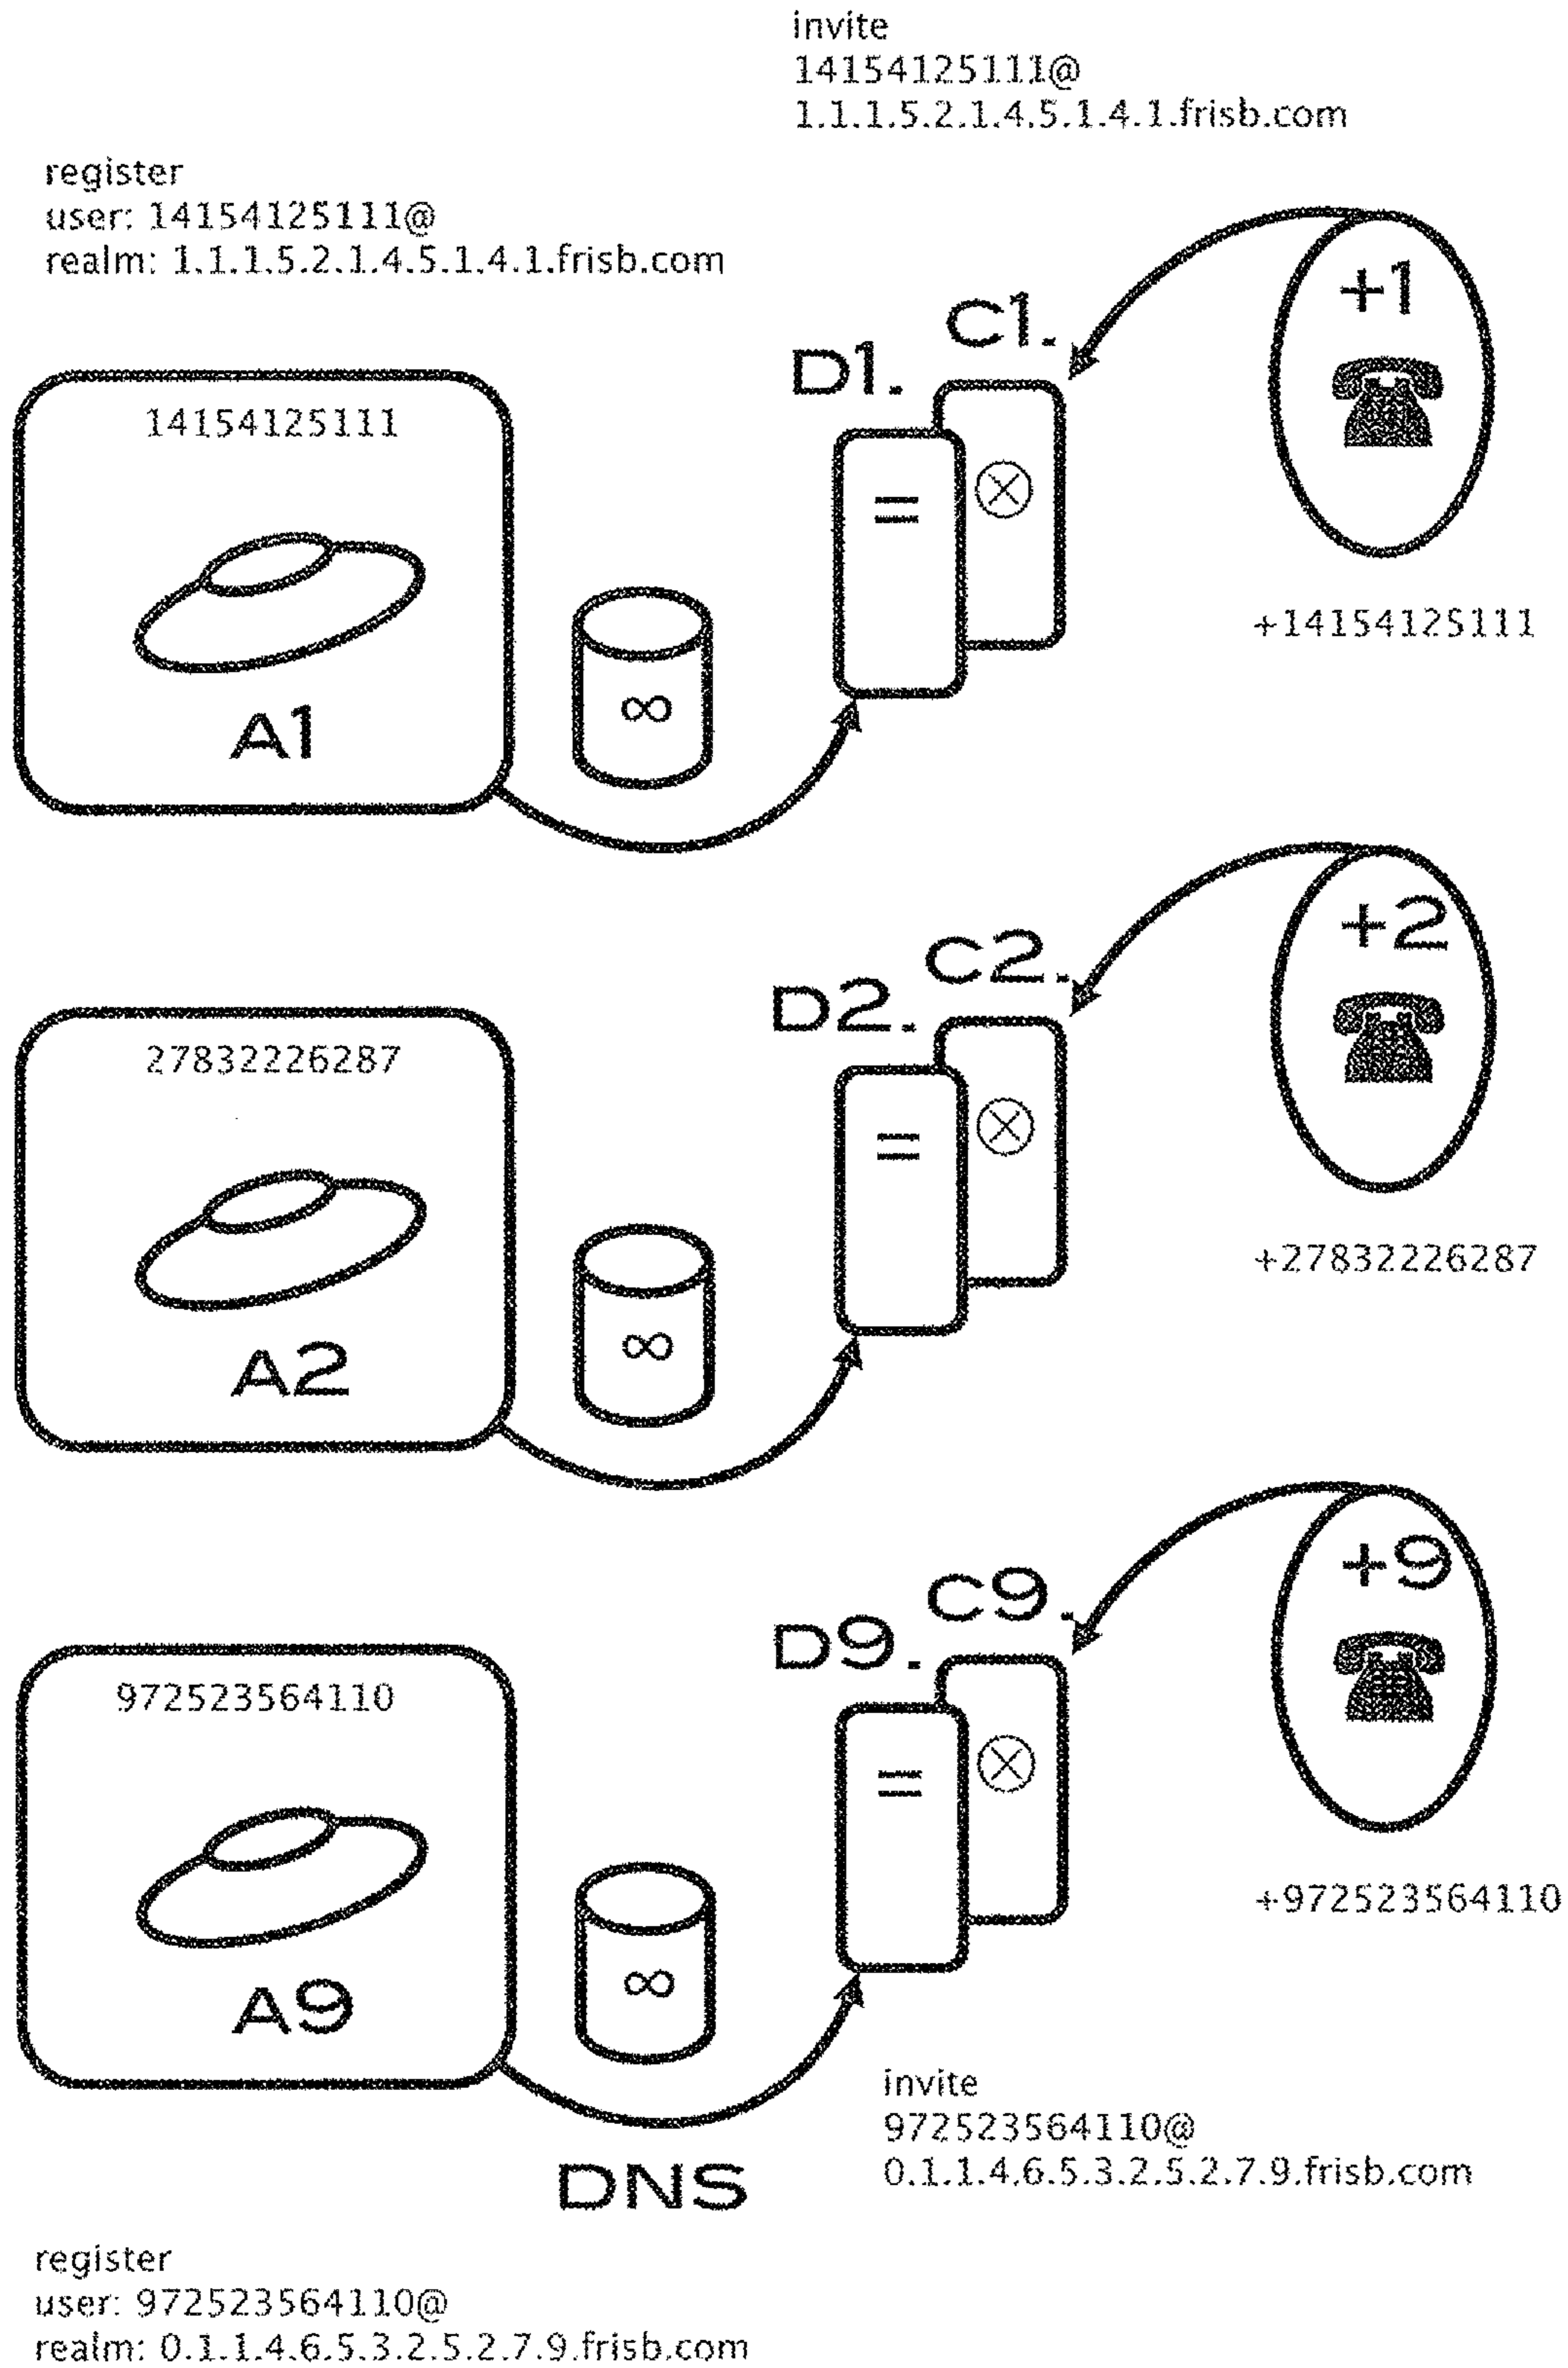 invite
14154125111@
1.1.1.5.2.1.4.5.1.4.1.frisb.com
register
user: 14154125111@
realm: 1.1.1.5.2.1.4.5.1.4.1.frisb.com
+1
C1.
D1.
14154125111
=
⊗
+14154125111
∞
A1
+2
C2.
D2.
27832226287
=
⊗
+27832226287
∞
A2
+9
C9.
D9.
972523564110
=
⊗
+972523564110
∞
A9
invite
972523564110@
0.1.1.4.6.5.3.2.5.2.7.9.frisb.com
DNS
register
user: 972523564110@
realm: 0.1.1.4.6.5.3.2.5.2.7.9.frisb.com